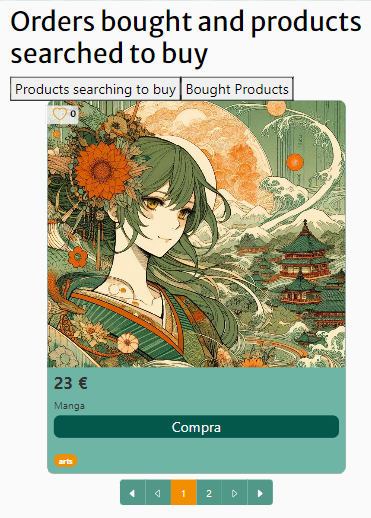 Orders bought and products
searched to buy
Products searching to buy Bought Products
0
23 €
Manga
Compra
arts
1 2